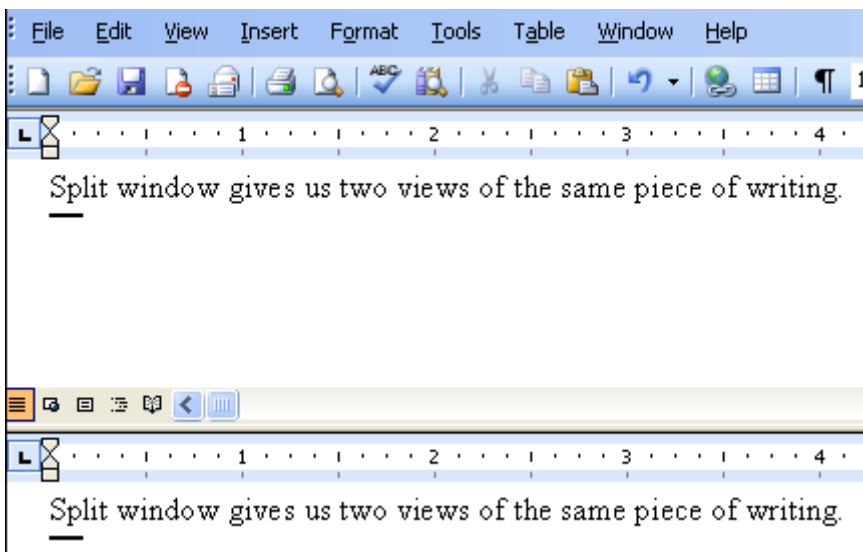 File Edit View Insert Format Tools Table Window Help
ABC
1 2 3 4
Split window gives us two views of the same piece of writing.
1 2 3 4
Split window gives us two views of the same piece of writing.